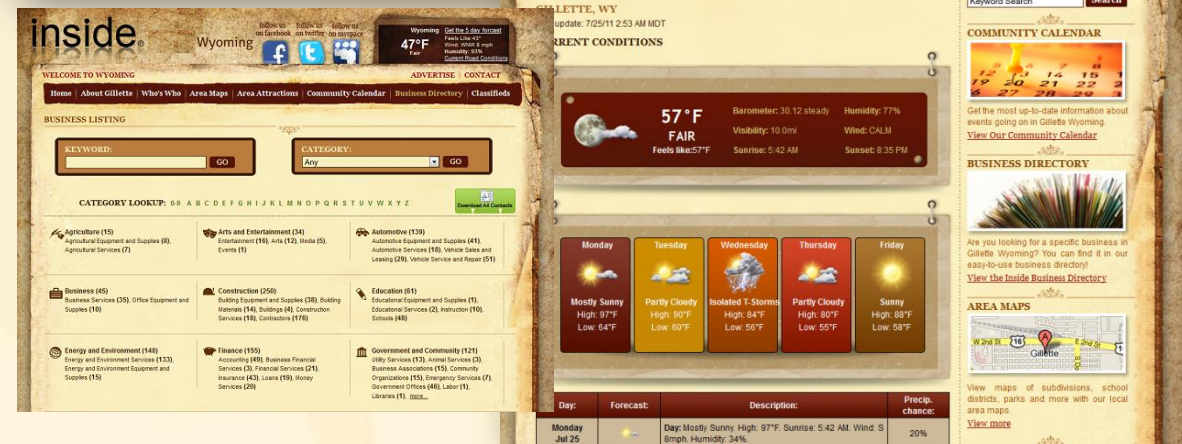 inside®
Wyoming
follow us on facebook
follow us on twitter
follow us on myspace
Wyoming
47°F
Fair
Get the 5 day forcast
Feels Like: 43°
Wind: WNW 8 mph
Humidity: 93%
Current Road Conditions
WELCOME TO WYOMING
ADVERTISE | CONTACT
Home | About Gillette | Who's Who | Area Maps | Area Attractions | Community Calendar | Business Directory | Classifieds
BUSINESS LISTING
KEYWORD:
GO
CATEGORY:
Any
GO
CATEGORY LOOKUP: 0-9 A B C D E F G H I J K L M N O P Q R S T U V W X Y Z
Download All Contacts
Agriculture (15)
Agricultural Equipment and Supplies (8),
Agricultural Services (7)
Arts and Entertainment (34)
Entertainment (16), Arts (12), Media (5),
Events (1)
Automotive (139)
Automotive Equipment and Supplies (41),
Automotive Services (18), Vehicle Sales and
Leasing (29), Vehicle Service and Repair (51)
Business (45)
Business Services (35), Office Equipment and
Supplies (10)
Construction (250)
Building Equipment and Supplies (38), Building
Materials (14), Buildings (4), Construction
Services (18), Contractors (176)
Education (61)
Educational Equipment and Supplies (1),
Educational Services (2), Instruction (10),
Schools (48)
Energy and Environment (148)
Energy and Environment Services (133),
Energy and Environment Equipment and
Supplies (15)
Finance (155)
Accounting (49), Business Financial
Services (3), Financial Services (21),
Insurance (43), Loans (19), Money
Services (20)
Government and Community (121)
Utility Services (13), Animal Services (3),
Business Associations (15), Community
Organizations (15), Emergency Services (7),
Government Offices (46), Labor (1),
Libraries (1), more...
GILLETTE, WY
update: 7/25/11 2:53 AM MDT
RRENT CONDITIONS
57°F
FAIR
Feels like:57°F
Barometer: 30.12 steady
Humidity: 77%
Visibility: 10.0mi
Wind: CALM
Sunrise: 5:42 AM
Sunset: 8:35 PM
Monday
Mostly Sunny
High: 97°F
Low: 64°F
Tuesday
Partly Cloudy
High: 90°F
Low: 60°F
Wednesday
Isolated T-Storms
High: 84°F
Low: 56°F
Thursday
Partly Cloudy
High: 80°F
Low: 55°F
Friday
Sunny
High: 88°F
Low: 58°F
Day: Forecast: Description: Precip. chance:
Monday
Jul 25
Day: Mostly Sunny. High: 97°F. Sunrise: 5:42 AM. Wind: S
8mph. Humidity: 34%.
20%
Keyword Search
Search
COMMUNITY CALENDAR
Get the most up-to-date information about
events going on in Gillette Wyoming.
View Our Community Calendar
BUSINESS DIRECTORY
Are you looking for a specific business in
Gillette Wyoming? You can find it in our
easy-to-use business directory!
View the Inside Business Directory
AREA MAPS
W 2nd St
16
A
E 2nd St
Gillette
View maps of subdivisions, school
districts, parks and more with our local
area maps.
View more